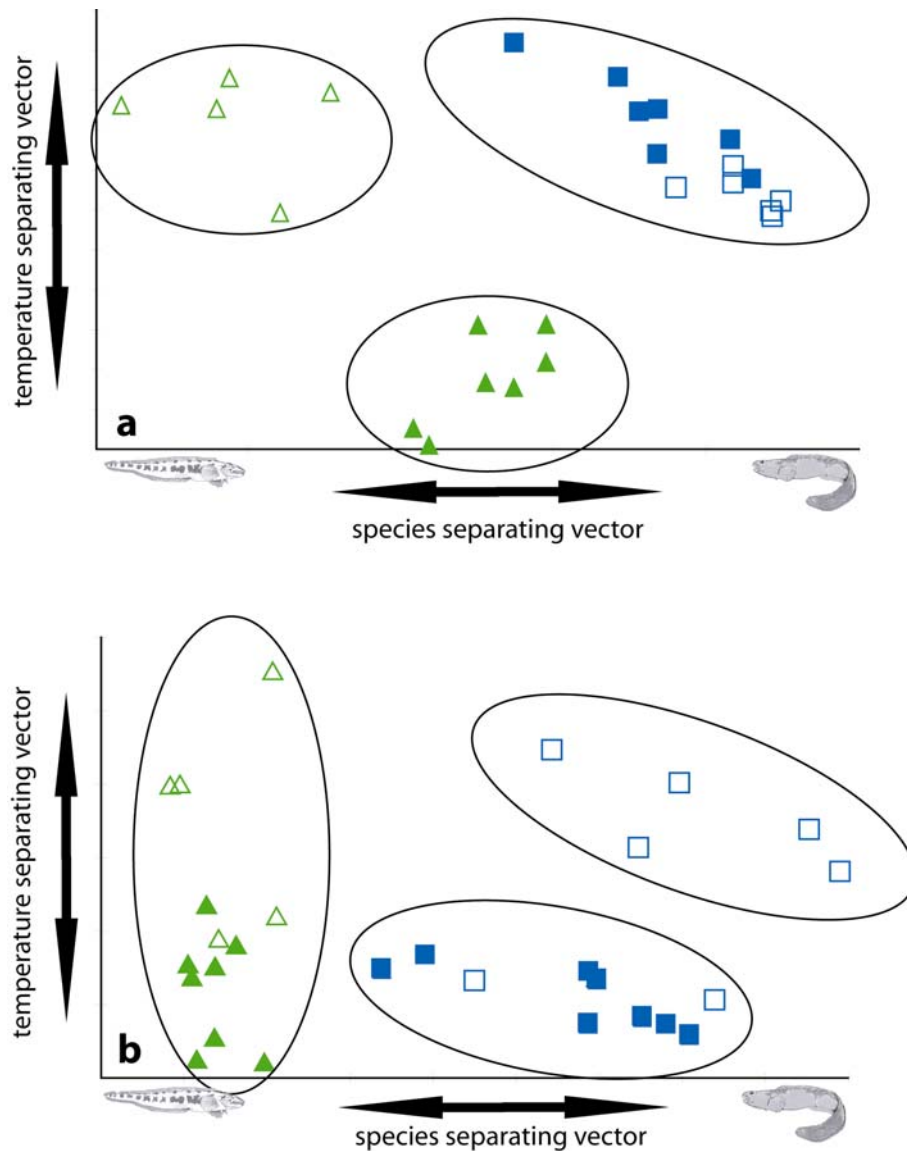 temperature separating vector
a
species separating vector
temperature separating vector
b
species separating vector